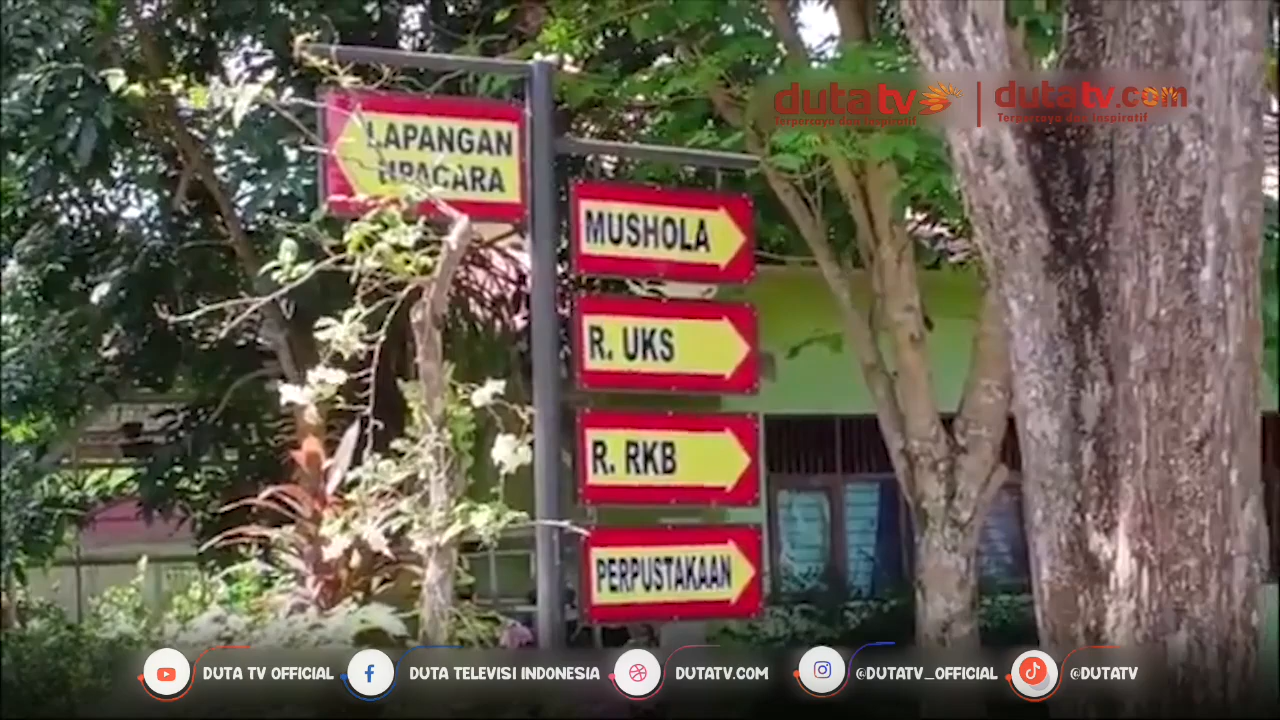 dutatv
Terpercaya dan Inspiratif
dutatv.com
Terpercaya dan Inspiratif
LAPANGAN
UPACARA
MUSHOLA
R. UKS
R. RKB
PERPUSTAKAAN
DUTA TV OFFICIAL
DUTA TELEVISI INDONESIA
DUTATV.COM
@DUTATV_OFFICIAL
@DUTATV